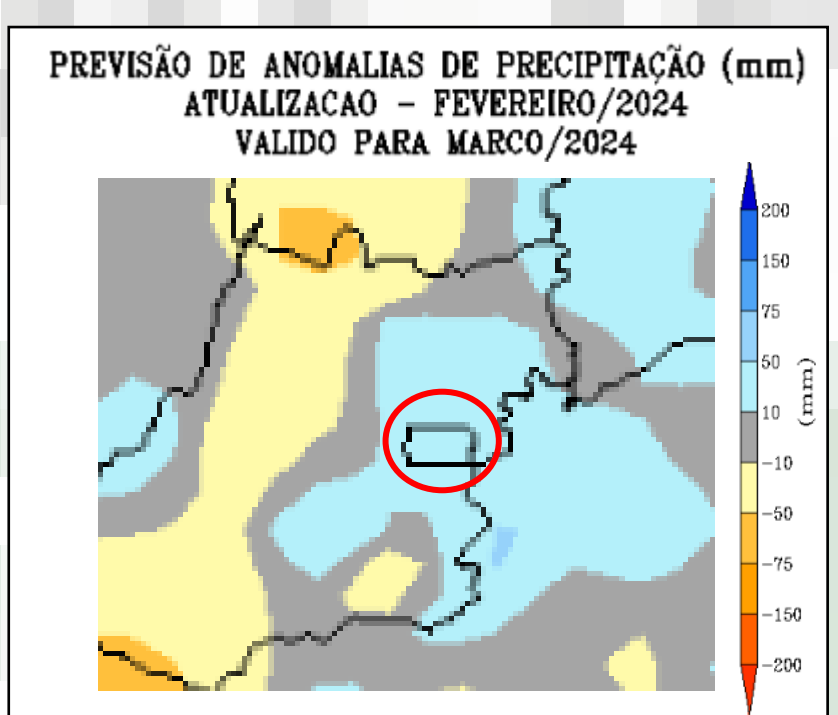 PREVISÃO DE ANOMALIAS DE PRECIPITAÇÃO (mm)
ATUALIZACAO – FEVEREIRO/2024
VALIDO PARA MARCO/2024
200
150
75
50
10
−10
−50
−75
−150
−200
(mm)